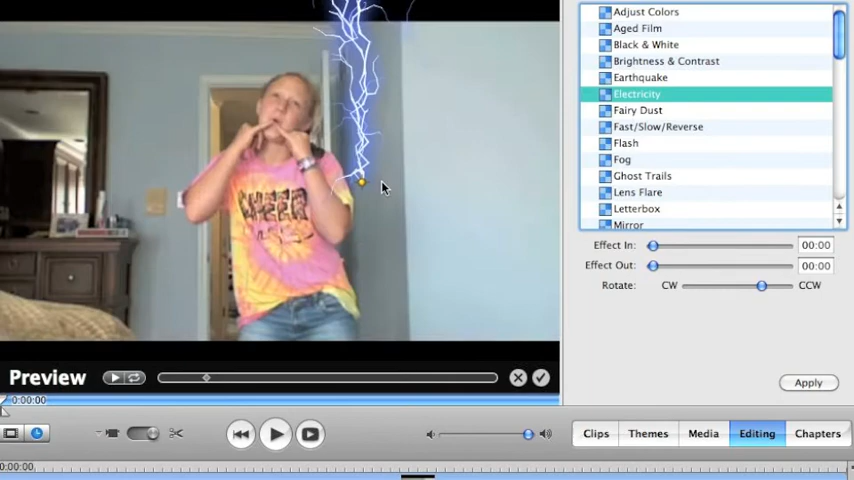 Adjust Colors
Aged Film
Black & White
Brightness & Contrast
Earthquake
Electricity
Fairy Dust
Fast/Slow/Reverse
Flash
Fog
Ghost Trails
Lens Flare
Letterbox
Mirror
Effect In: 00:00
Effect Out: 00:00
Rotate: CW CCW
CHEER
Preview
Apply
0:00:00
Clips Themes Media Editing Chapters
0:00:00